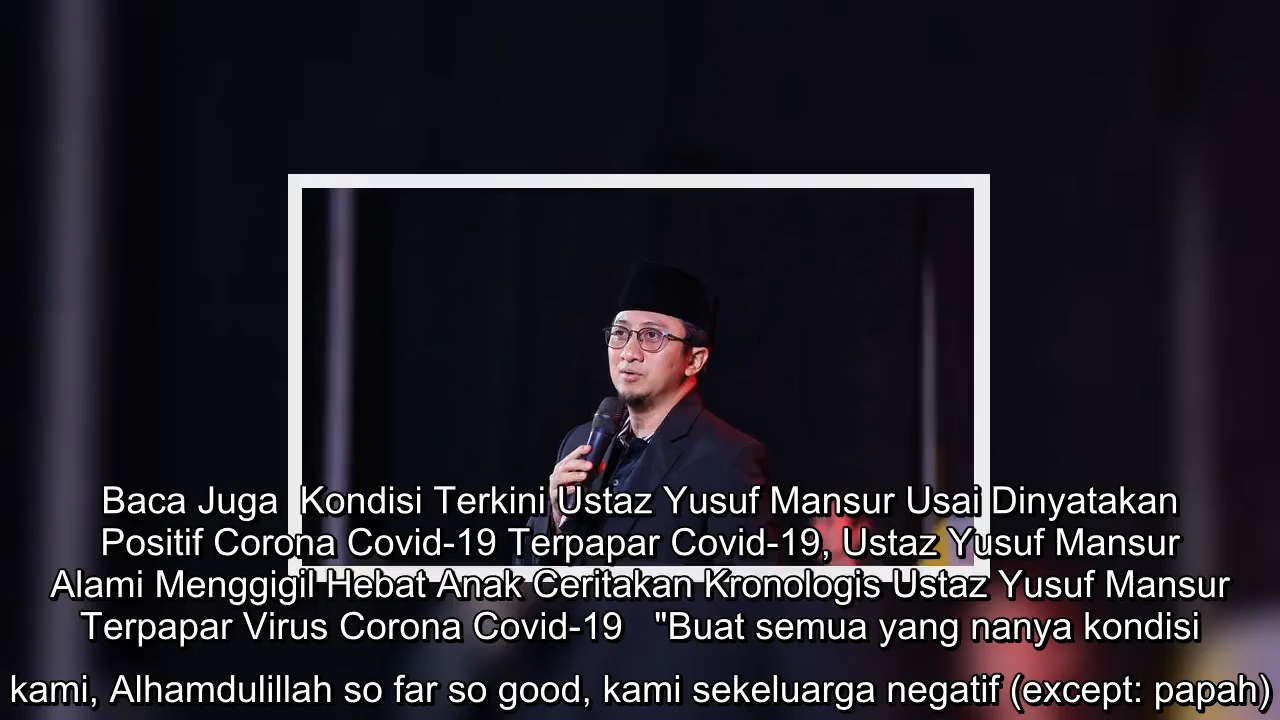 Baca Juga  Kondisi Terkini Ustaz Yusuf Mansur Usai Dinyatakan
Positif Corona Covid-19 Terpapar Covid-19, Ustaz Yusuf Mansur
Alami Menggigil Hebat Anak Ceritakan Kronologis Ustaz Yusuf Mansur
Terpapar Virus Corona Covid-19   "Buat semua yang nanya kondisi
kami, Alhamdulillah so far so good, kami sekeluarga negatif (except: papah)